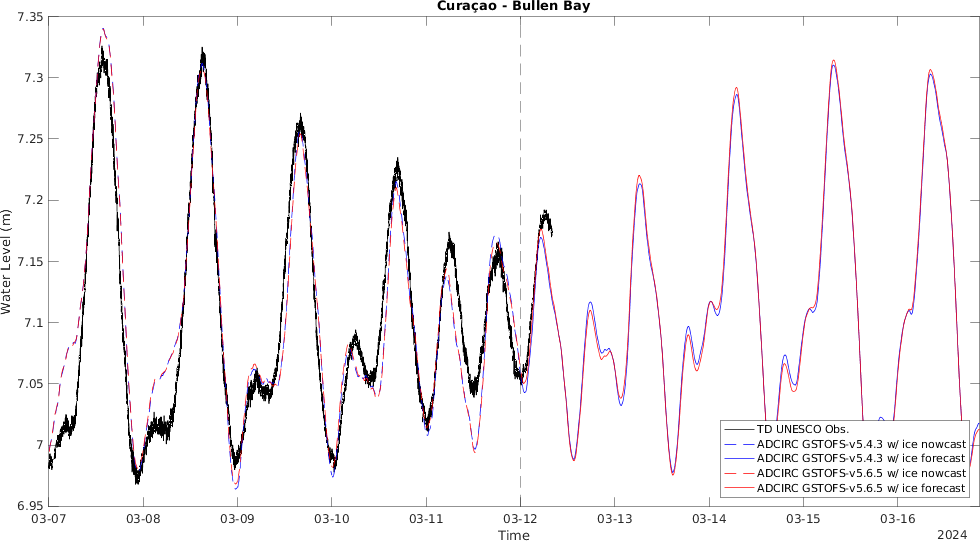 Curaçao - Bullen Bay
7.35
7.3
7.25
7.2
7.15
7.1
7.05
7
6.95
Water Level (m)
TD UNESCO Obs.
ADCIRC GSTOFS-v5.4.3 w/ ice nowcast
ADCIRC GSTOFS-v5.4.3 w/ ice forecast
ADCIRC GSTOFS-v5.6.5 w/ ice nowcast
ADCIRC GSTOFS-v5.6.5 w/ ice forecast
03-07 03-08 03-09 03-10 03-11 03-12 03-13 03-14 03-15 03-16
Time
2024